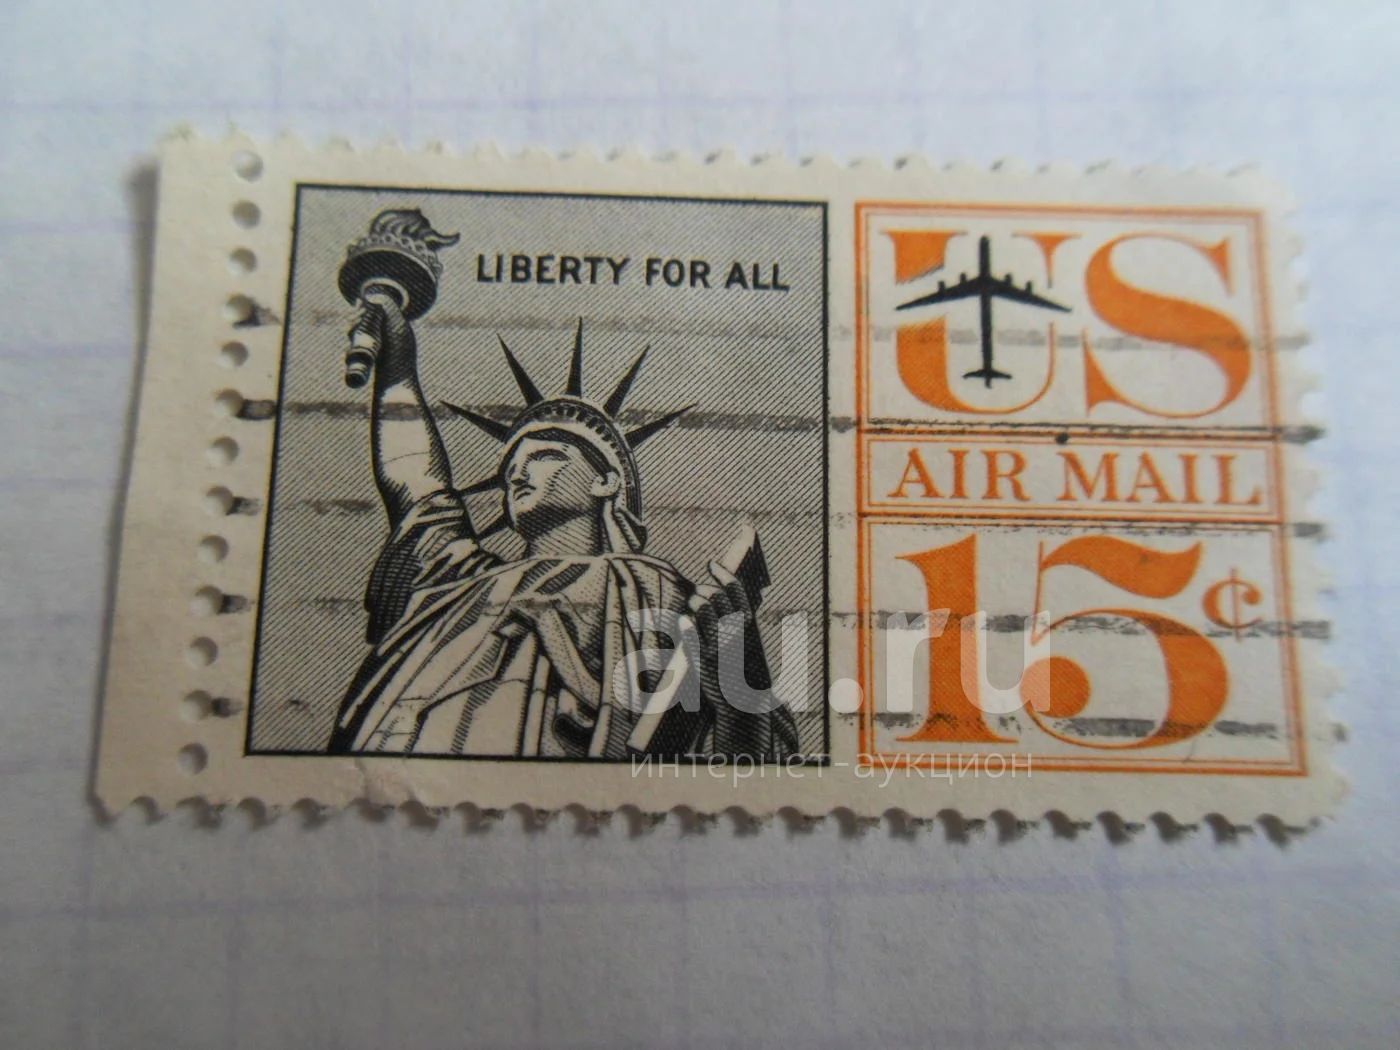 LIBERTY FOR ALL
US
AIR MAIL
15¢
au.ru
интернет-аукцион